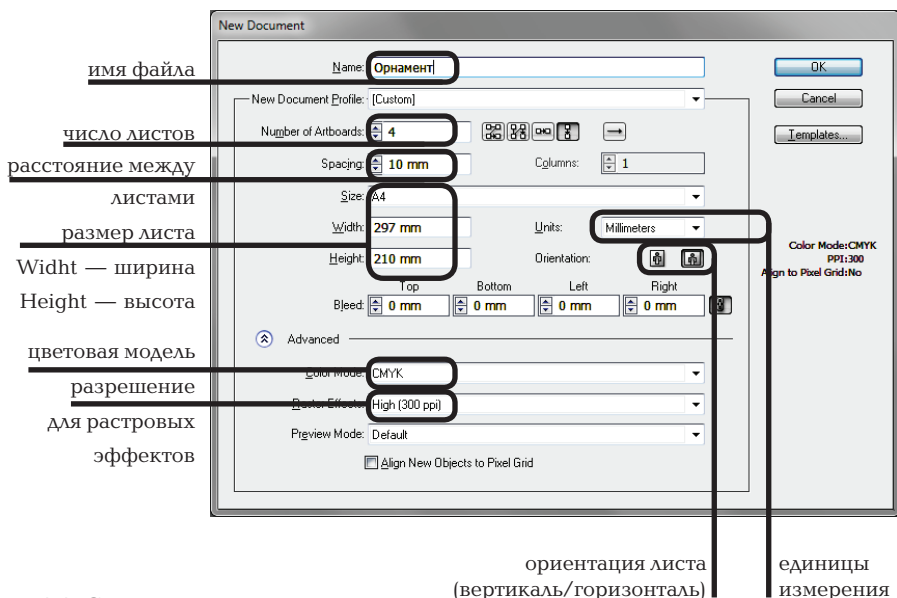 New Document
имя файла
Name: Орнамент
OK
New Document Profile: [Custom]
Cancel
число листов
Number of Artboards: 4
Templates...
расстояние между
листами
Spacing: 10 mm
Columns: 1
Size: A4
размер листа
Widht — ширина
Height — высота
Width: 297 mm
Units: Millimeters
Height: 210 mm
Orientation:
Color Mode:CMYK
PPI:300
Align to Pixel Grid:No
Top Bottom Left Right
Bleed: 0 mm 0 mm 0 mm 0 mm
Advanced
цветовая модель
Color Mode: CMYK
разрешение
для растровых
эффектов
Raster Effects: High (300 ppi)
Preview Mode: Default
Align New Objects to Pixel Grid
ориентация листа
(вертикаль/горизонталь)
единицы
измерения